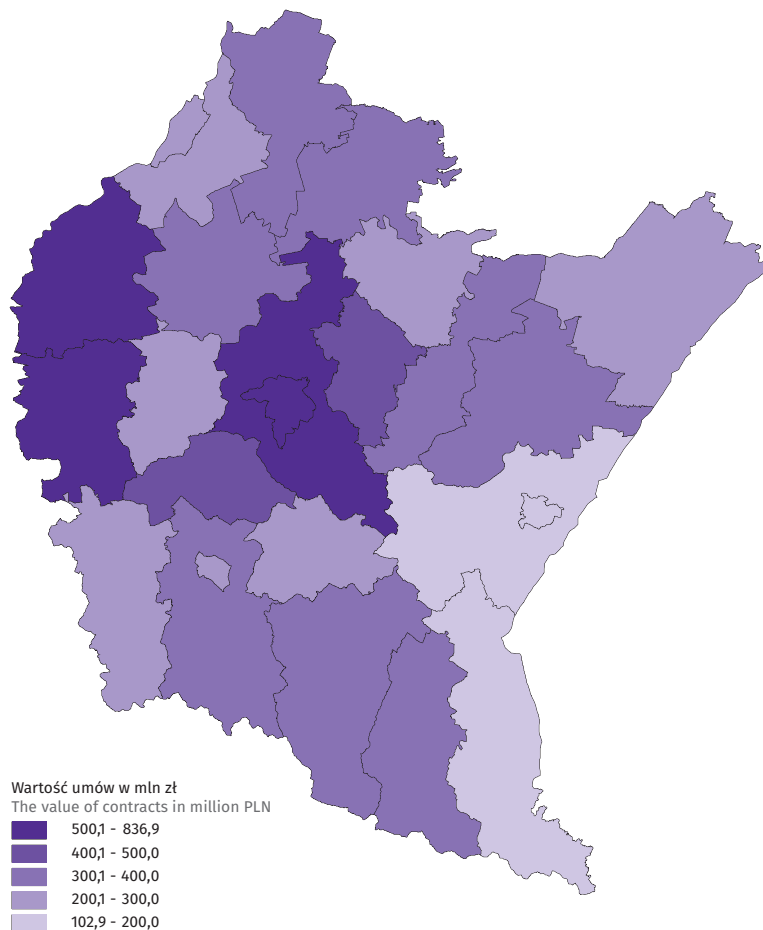 Wartość umów w mln zł
The value of contracts in million PLN
500,1 - 836,9
400,1 - 500,0
300,1 - 400,0
200,1 - 300,0
102,9 - 200,0